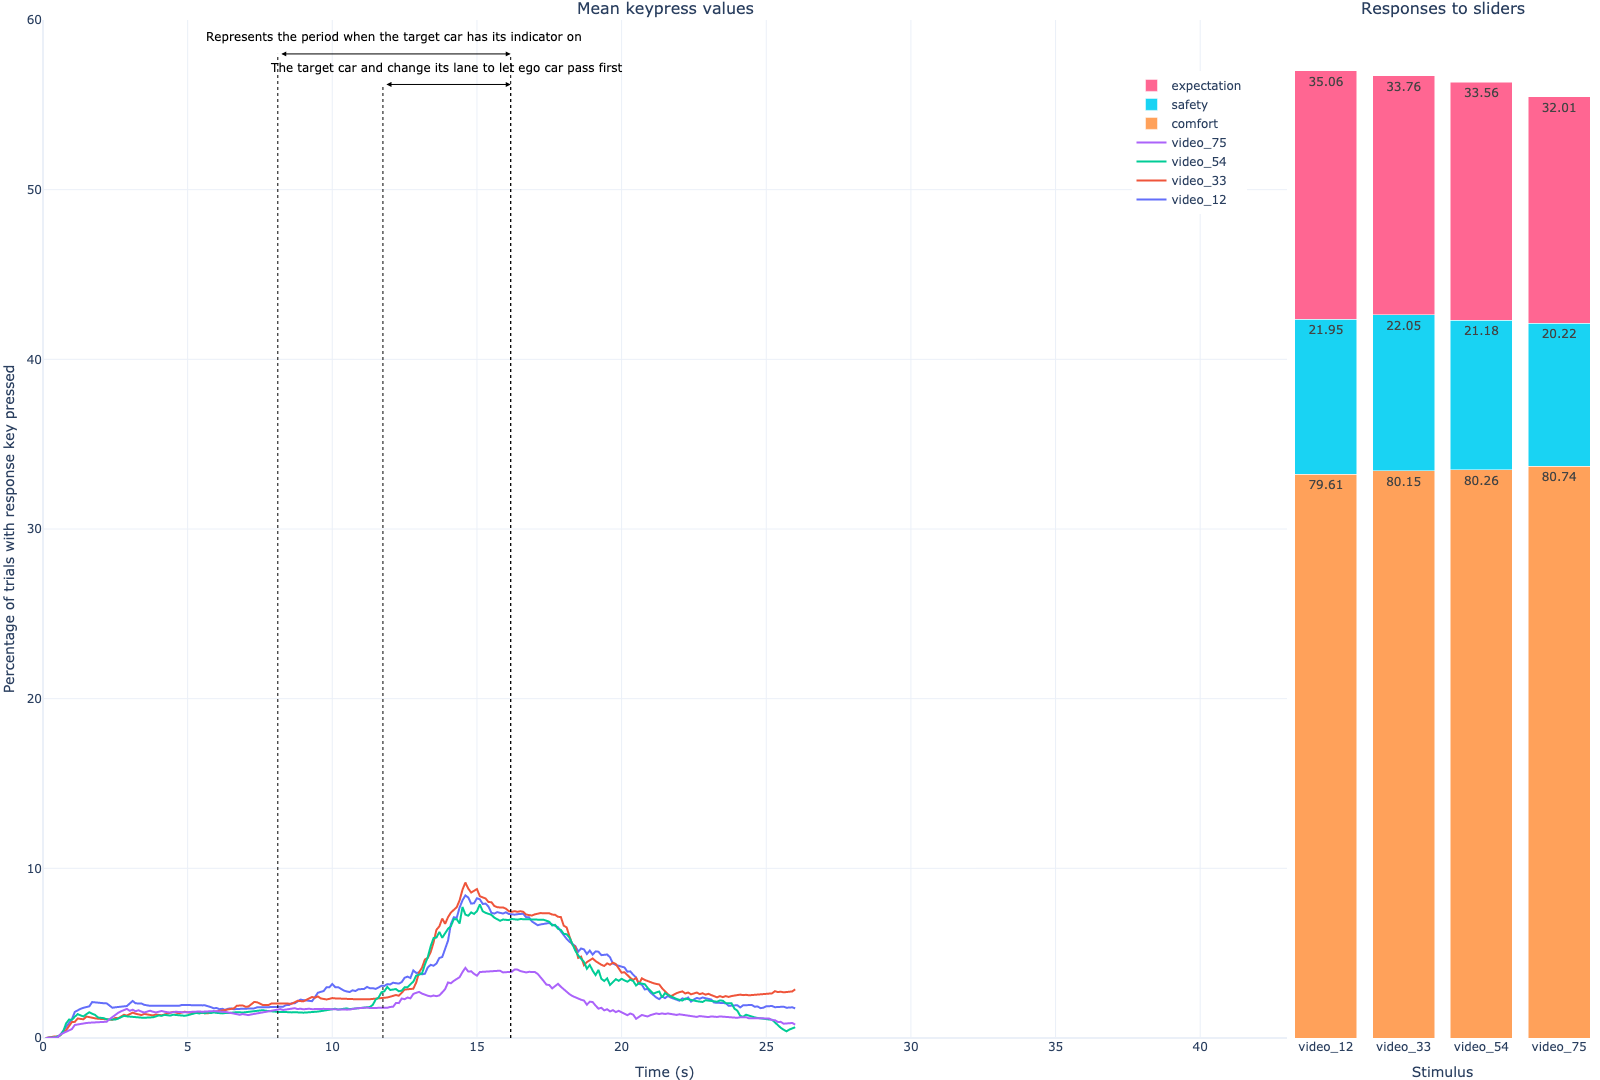 Mean keypress values
Responses to sliders
60
50
40
30
20
10
0
Percentage of trials with response key pressed
Represents the period when the target car has its indicator on
The target car and change its lane to let ego car pass first
expectation
safety
comfort
video_75
video_54
video_33
video_12
35.06
33.76
33.56
32.01
21.95
22.05
21.18
20.22
79.61
80.15
80.26
80.74
0
5
10
15
20
25
30
35
40
video_12
video_33
video_54
video_75
Time (s)
Stimulus